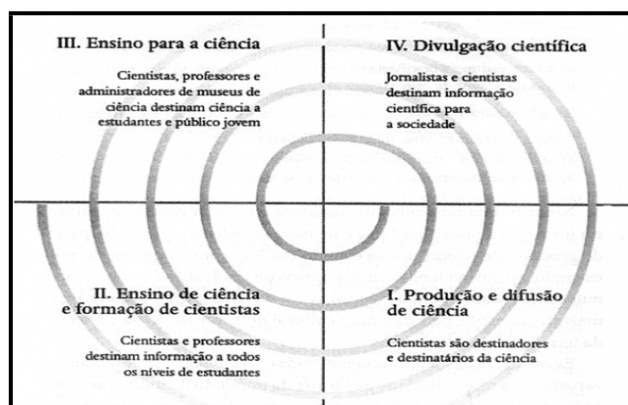 III. Ensino para a ciência
Cientistas, professores e
administradores de museus de
ciência destinam ciência a
estudantes e público jovem
IV. Divulgação científica
Jornalistas e cientistas
destinam informação
científica para
a sociedade
II. Ensino de ciência
e formação de cientistas
Cientistas e professores
destinam informação a todos
os níveis de estudantes
I. Produção e difusão
de ciência
Cientistas são destinadores
e destinatários da ciência